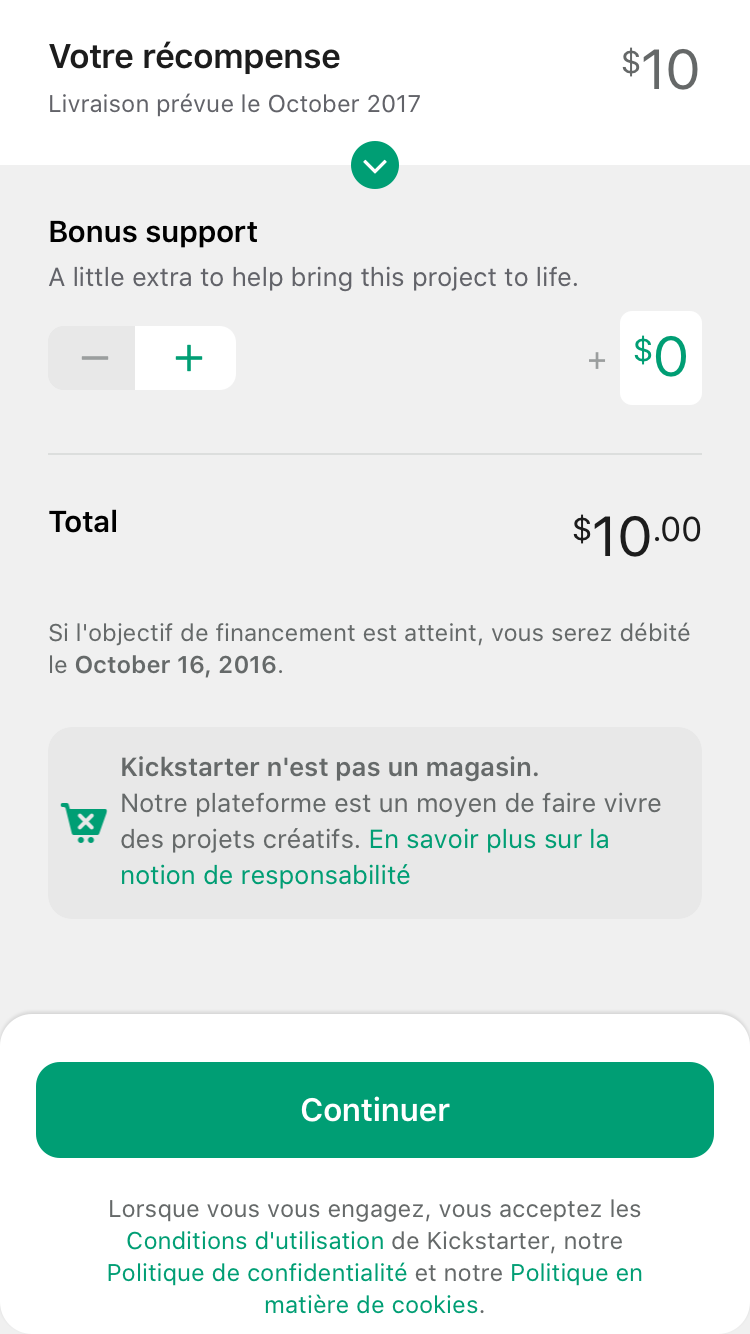 Votre récompense
$10
Livraison prévue le October 2017
Bonus support
A little extra to help bring this project to life.
− +
+ $0
Total
$10.00
Si l'objectif de financement est atteint, vous serez débité
le October 16, 2016.
Kickstarter n'est pas un magasin.
Notre plateforme est un moyen de faire vivre
des projets créatifs. En savoir plus sur la
notion de responsabilité
Continuer
Lorsque vous vous engagez, vous acceptez les
Conditions d'utilisation de Kickstarter, notre
Politique de confidentialité et notre Politique en
matière de cookies.